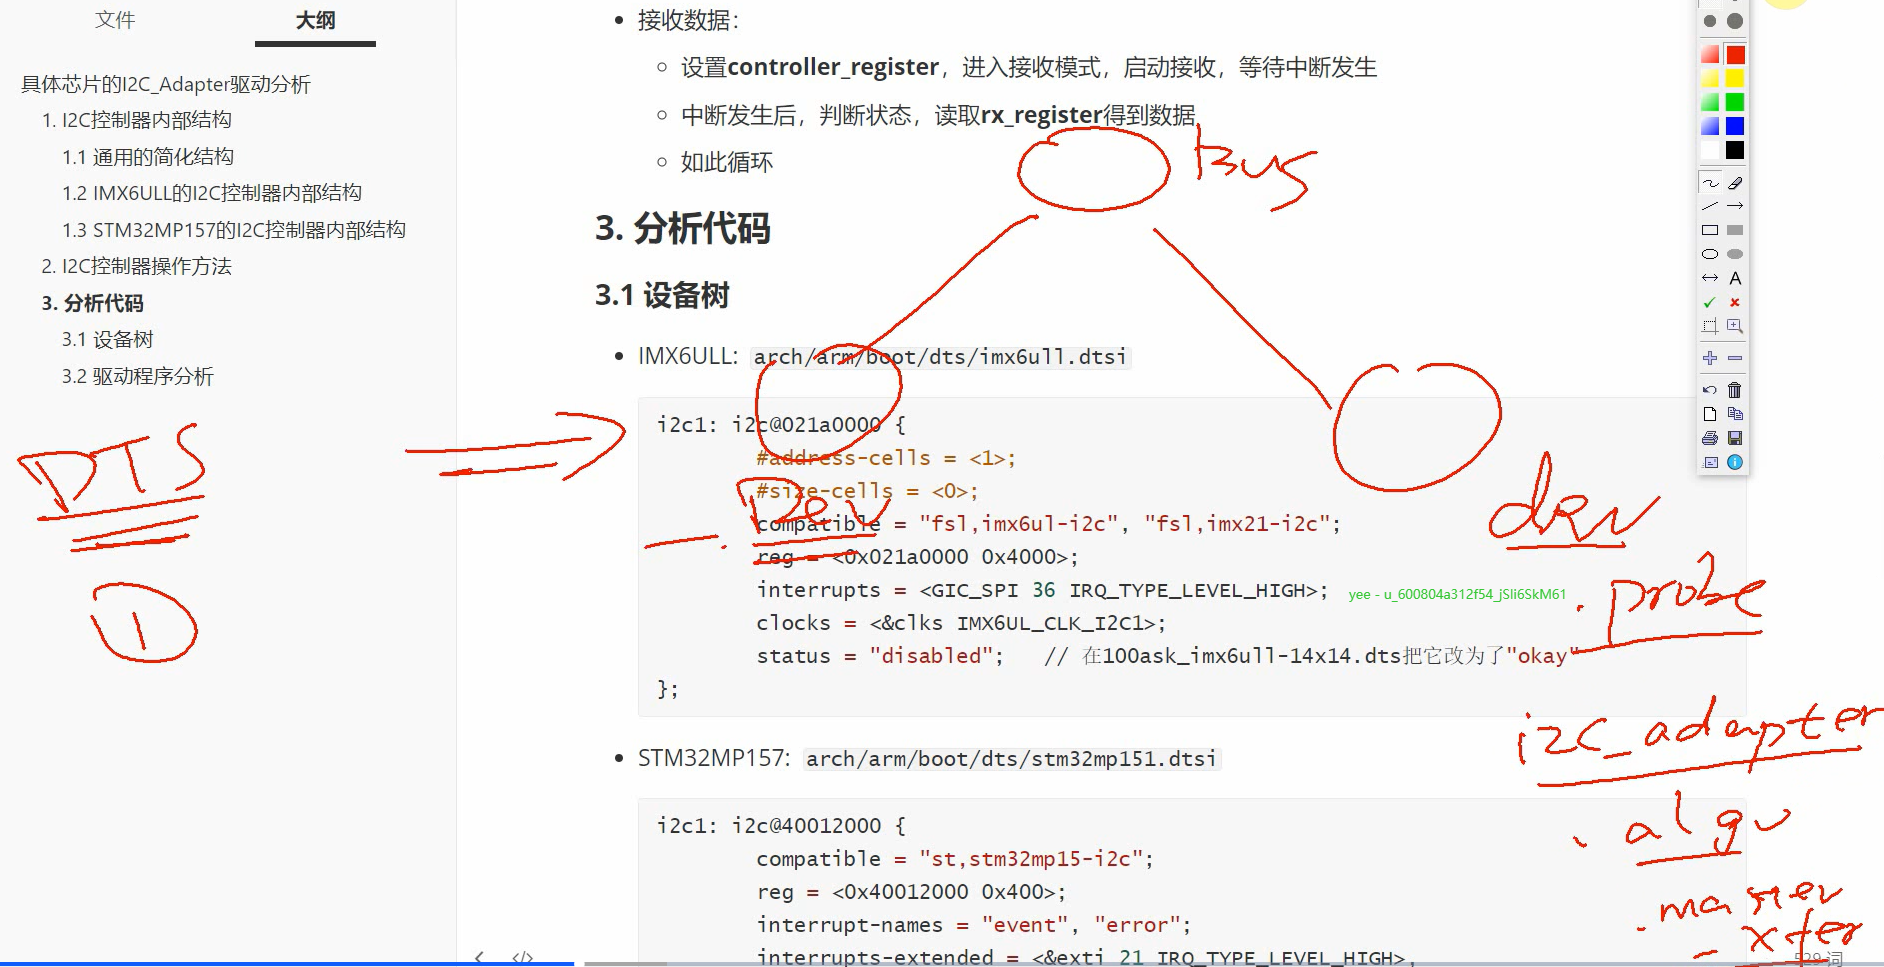 文件
大纲
具体芯片的I2C_Adapter驱动分析
1. I2C控制器内部结构
1.1 通用的简化结构
1.2 IMX6ULL的I2C控制器内部结构
1.3 STM32MP157的I2C控制器内部结构
2. I2C控制器操作方法
3. 分析代码
3.1 设备树
3.2 驱动程序分析
DTS
1
接收数据：
设置controller_register，进入接收模式，启动接收，等待中断发生
中断发生后，判断状态，读取rx_register得到数据
如此循环
bus
3. 分析代码
3.1 设备树
IMX6ULL: arch/arm/boot/dts/imx6ull.dtsi
i2c1: i2c@021a0000 {
#address-cells = <1>;
#size-cells = <0>;
Dev
compatible = "fsl,imx6ul-i2c", "fsl,imx21-i2c";
drv
reg = <0x021a0000 0x4000>;
interrupts = <GIC_SPI 36 IRQ_TYPE_LEVEL_HIGH>;
yee - u_600804a312f54_jSli6SkM61
probe
clocks = <&clks IMX6UL_CLK_I2C1>;
status = "disabled"; // 在100ask_imx6ull-14x14.dts把它改为了"okay"
};
i2c_adapter
STM32MP157: arch/arm/boot/dts/stm32mp151.dtsi
i2c1: i2c@40012000 {
algo
compatible = "st,stm32mp15-i2c";
reg = <0x40012000 0x400>;
master
interrupt-names = "event", "error";
_xfer
interrupts-extended = <&exti 21 IRQ_TYPE_LEVEL_HIGH>,
529 词